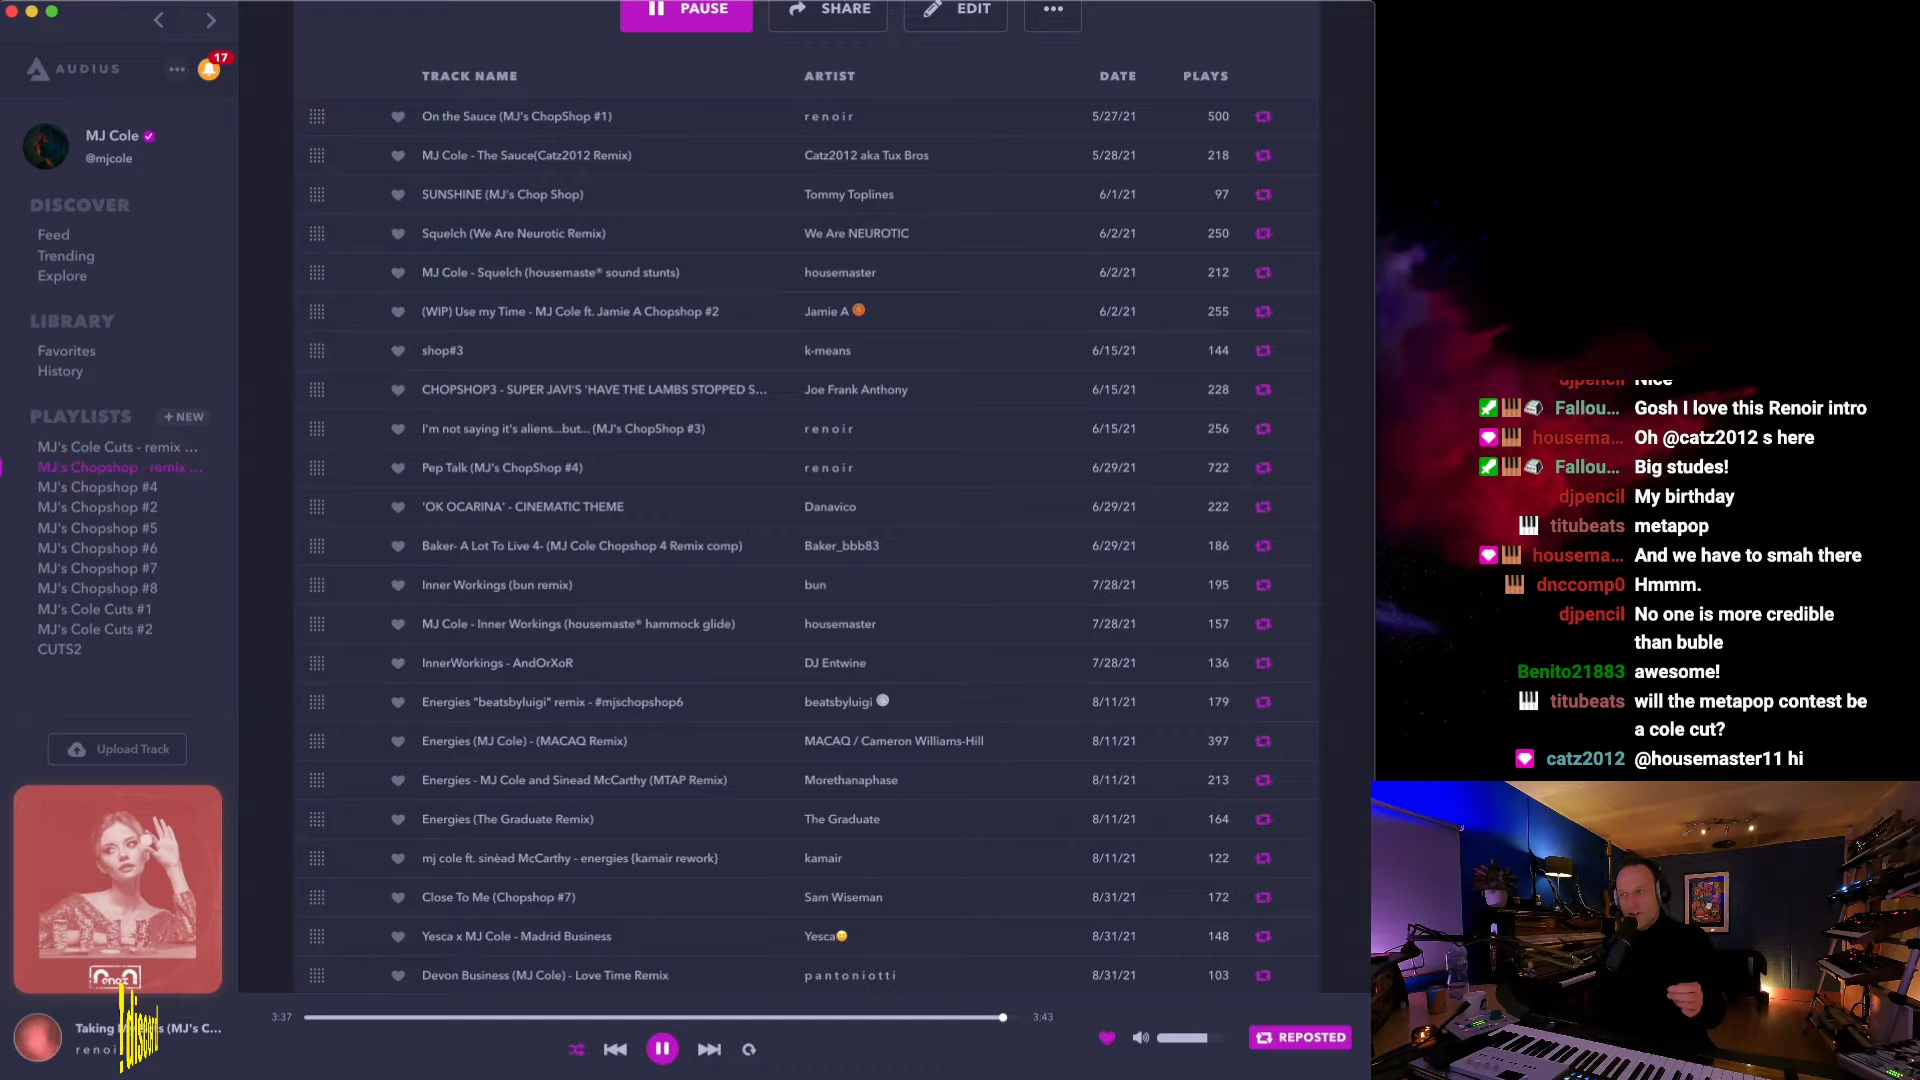 PAUSE
SHARE
EDIT
17
AUDIUS
TRACK NAME
ARTIST
DATE
PLAYS
MJ Cole
@mjcole
DISCOVER
Feed
Trending
Explore
LIBRARY
Favorites
History
PLAYLISTS
+ NEW
MJ's Cole Cuts - remix ...
MJ's Chopshop - remix ...
MJ's Chopshop #4
MJ's Chopshop #2
MJ's Chopshop #5
MJ's Chopshop #6
MJ's Chopshop #7
MJ's Chopshop #8
MJ's Cole Cuts #1
MJ's Cole Cuts #2
CUTS2
Upload Track
On the Sauce (MJ's ChopShop #1) r e n o i r 5/27/21 500
MJ Cole - The Sauce(Catz2012 Remix) Catz2012 aka Tux Bros 5/28/21 218
SUNSHINE (MJ's Chop Shop) Tommy Toplines 6/1/21 97
Squelch (We Are Neurotic Remix) We Are NEUROTIC 6/2/21 250
MJ Cole - Squelch (housemaste® sound stunts) housemaster 6/2/21 212
(WIP) Use my Time - MJ Cole ft. Jamie A Chopshop #2 Jamie A 6/2/21 255
shop#3 k-means 6/15/21 144
CHOPSHOP3 - SUPER JAVI'S 'HAVE THE LAMBS STOPPED S... Joe Frank Anthony 6/15/21 228
I'm not saying it's aliens...but... (MJ's ChopShop #3) r e n o i r 6/15/21 256
Pep Talk (MJ's ChopShop #4) r e n o i r 6/29/21 722
'OK OCARINA' - CINEMATIC THEME Danavico 6/29/21 222
Baker- A Lot To Live 4- (MJ Cole Chopshop 4 Remix comp) Baker_bbb83 6/29/21 186
Inner Workings (bun remix) bun 7/28/21 195
MJ Cole - Inner Workings (housemaste® hammock glide) housemaster 7/28/21 157
InnerWorkings - AndOrXoR DJ Entwine 7/28/21 136
Energies "beatsbyluigi" remix - #mjschopshop6 beatsbyluigi 8/11/21 179
Energies (MJ Cole) - (MACAQ Remix) MACAQ / Cameron Williams-Hill 8/11/21 397
Energies - MJ Cole and Sinead McCarthy (MTAP Remix) Morethanaphase 8/11/21 213
Energies (The Graduate Remix) The Graduate 8/11/21 164
mj cole ft. sinèad McCarthy - energies {kamair rework} kamair 8/11/21 122
Close To Me (Chopshop #7) Sam Wiseman 8/31/21 172
Yesca x MJ Cole - Madrid Business Yesca 8/31/21 148
Devon Business (MJ Cole) - Love Time Remix p a n t o n i o t t i 8/31/21 103
3:37
3:43
REPOSTED
Taking (MJ's C...
r e n o i
djpencil Nice
Fallou... Gosh I love this Renoir intro
housema... Oh @catz2012 s here
Fallou... Big studes!
djpencil My birthday
titubeats metapop
housema... And we have to smah there
dnccomp0 Hmmm.
djpencil No one is more credible
than buble
Benito21883 awesome!
titubeats will the metapop contest be
a cole cut?
catz2012 @housemaster11 hi